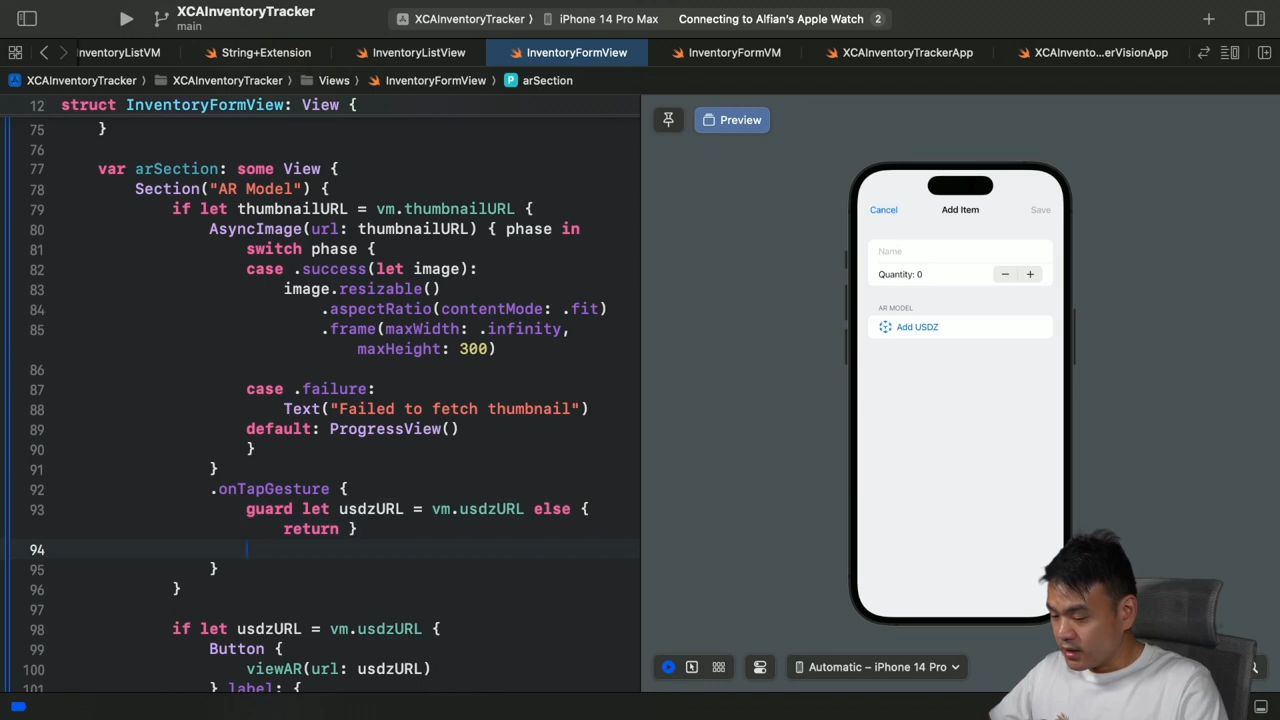 XCAInventoryTracker
main
XCAInventoryTracker
iPhone 14 Pro Max
Connecting to Alfian's Apple Watch
2
nventoryListVM
String+Extension
InventoryListView
InventoryFormView
InventoryFormVM
XCAInventoryTrackerApp
XCAInvento...erVisionApp
XCAInventoryTracker
XCAInventoryTracker
Views
InventoryFormView
P
arSection
12 struct InventoryFormView: View {
75 }
76
77 var arSection: some View {
78 Section("AR Model") {
79 if let thumbnailURL = vm.thumbnailURL {
80 AsyncImage(url: thumbnailURL) { phase in
81 switch phase {
82 case .success(let image):
83 image.resizable()
84 .aspectRatio(contentMode: .fit)
85 .frame(maxWidth: .infinity,
maxHeight: 300)
86
87 case .failure:
88 Text("Failed to fetch thumbnail")
89 default: ProgressView()
90 }
91 }
92 .onTapGesture {
93 guard let usdzURL = vm.usdzURL else {
return }
94
95 }
96 }
97
98 if let usdzURL = vm.usdzURL {
99 Button {
100 viewAR(url: usdzURL)
101 } label: {
Preview
Cancel
Add Item
Save
Name
Quantity: 0
AR MODEL
Add USDZ
Automatic – iPhone 14 Pro